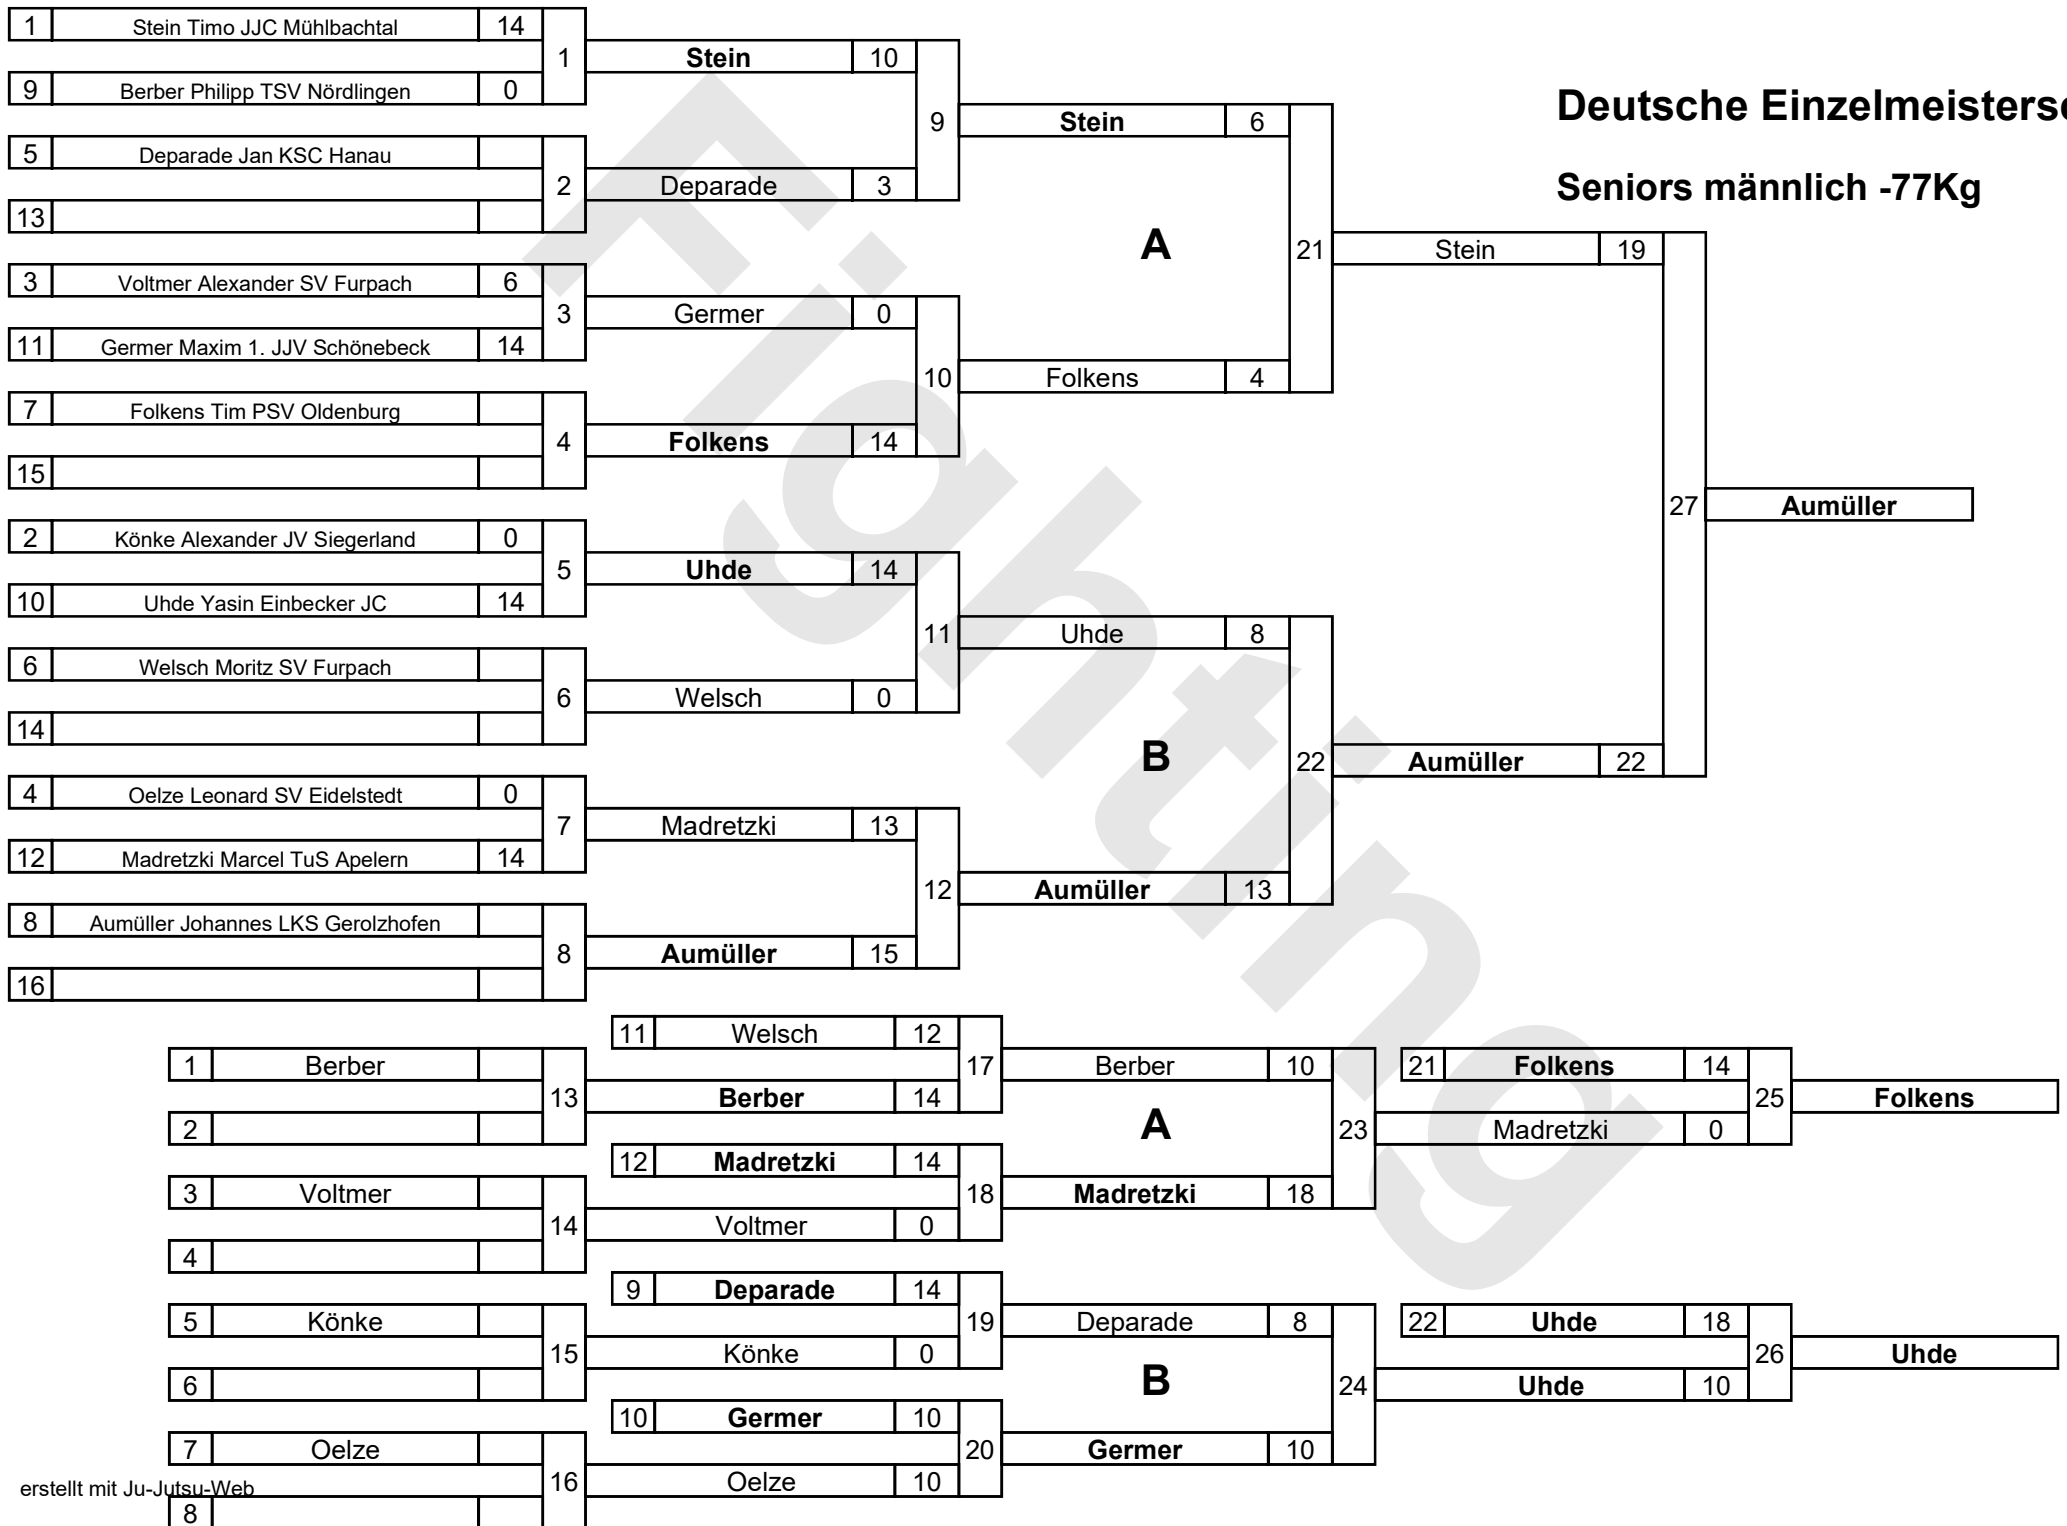 1 Stein Timo JJC Mühlbachtal 14
9 Berber Philipp TSV Nördlingen 0
1
5 Deparade Jan KSC Hanau
13
2
3 Voltmer Alexander SV Furpach 6
11 Germer Maxim 1. JJV Schönebeck 14
3
7 Folkens Tim PSV Oldenburg
15
4
2 Könke Alexander JV Siegerland 0
10 Uhde Yasin Einbecker JC 14
5
6 Welsch Moritz SV Furpach
14
6
4 Oelze Leonard SV Eidelstedt 0
12 Madretzki Marcel TuS Apelern 14
7
8 Aumüller Johannes LKS Gerolzhofen
16
8
Stein 10
Deparade 3
9
Germer 0
Folkens 14
10
Uhde 14
Welsch 0
11
Madretzki 13
Aumüller 15
12
Stein 6
A
Folkens 4
21
Uhde 8
B
Aumüller 13
22
Deutsche Einzelmeistersc
Seniors männlich -77Kg
Stein 19
Aumüller 22
27
Aumüller
1 Berber
2
13
3 Voltmer
4
14
5 Könke
6
15
7 Oelze
8
16
11 Welsch 12
Berber 14
17
12 Madretzki 14
Voltmer 0
18
9 Deparade 14
Könke 0
19
10 Germer 10
Oelze 10
20
Berber 10
A
Madretzki 18
23
Deparade 8
B
Germer 10
24
21 Folkens 14
Madretzki 0
25
Folkens
22 Uhde 18
Uhde 10
26
Uhde
erstellt mit Ju-Jutsu-Web
Fighting